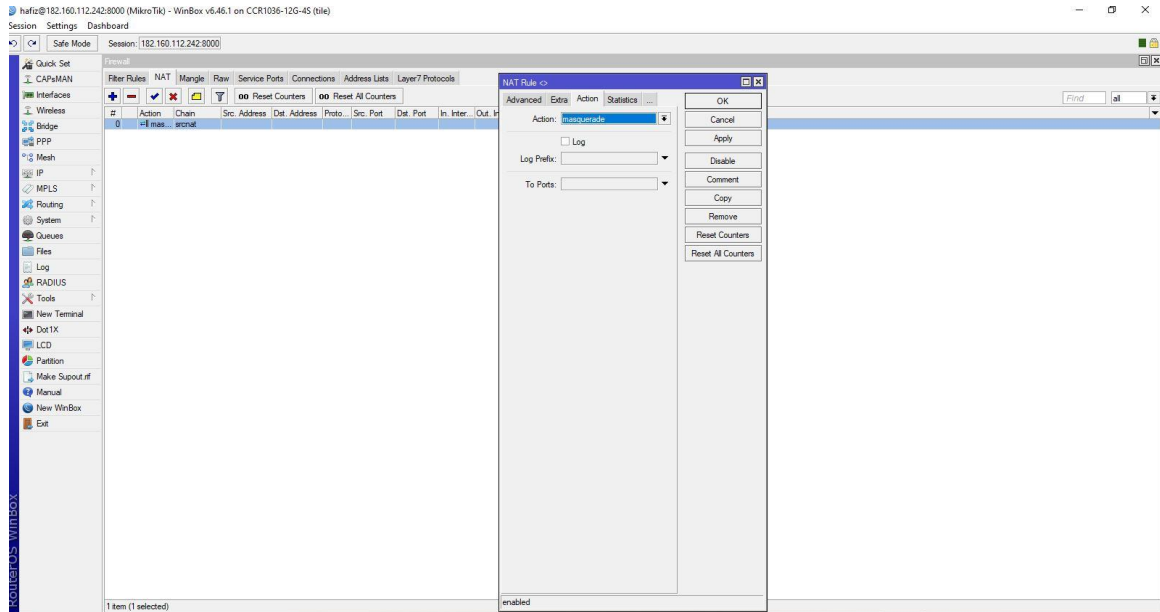 hafiz@182.160.112.242:8000 (MikroTik) - WinBox v6.46.1 on CCR1036-12G-4S (tile)
Session Settings Dashboard
Safe Mode Session: 182.160.112.242:8000
Quick Set
CAPsMAN
Interfaces
Wireless
Bridge
PPP
Mesh
IP
MPLS
Routing
System
Queues
Files
Log
RADIUS
Tools
New Terminal
Dot1X
LCD
Partition
Make Supout.rif
Manual
New WinBox
Exit
RouterOS WinBox
Firewall
Filter Rules NAT Mangle Raw Service Ports Connections Address Lists Layer7 Protocols
00 Reset Counters 00 Reset All Counters
Find all
# Action Chain Src. Address Dst. Address Proto... Src. Port Dst. Port In. Inter... Out. In
0 mas... srcnat
1 item (1 selected)
NAT Rule <>
Advanced Extra Action Statistics ...
Action: masquerade
Log
Log Prefix:
To Ports:
OK
Cancel
Apply
Disable
Comment
Copy
Remove
Reset Counters
Reset All Counters
enabled